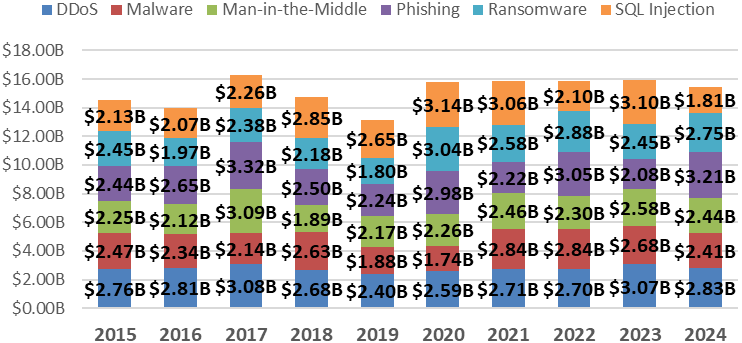 DDoS Malware Man-in-the-Middle Phishing Ransomware SQL Injection
$18.00B
$16.00B
$14.00B
$12.00B
$10.00B
$8.00B
$6.00B
$4.00B
$2.00B
$0.00B
$2.13B $2.07B $2.26B $2.85B $2.65B $3.14B $3.06B $2.10B $3.10B $1.81B
$2.45B $1.97B $2.38B $2.18B $1.80B $3.04B $2.58B $2.88B $2.45B $2.75B
$2.44B $2.65B $3.32B $2.50B $2.24B $2.98B $2.22B $3.05B $2.08B $3.21B
$2.25B $2.12B $3.09B $1.89B $2.17B $2.26B $2.46B $2.30B $2.58B $2.44B
$2.47B $2.34B $2.14B $2.63B $1.88B $1.74B $2.84B $2.84B $2.68B $2.41B
$2.76B $2.81B $3.08B $2.68B $2.40B $2.59B $2.71B $2.70B $3.07B $2.83B
2015 2016 2017 2018 2019 2020 2021 2022 2023 2024